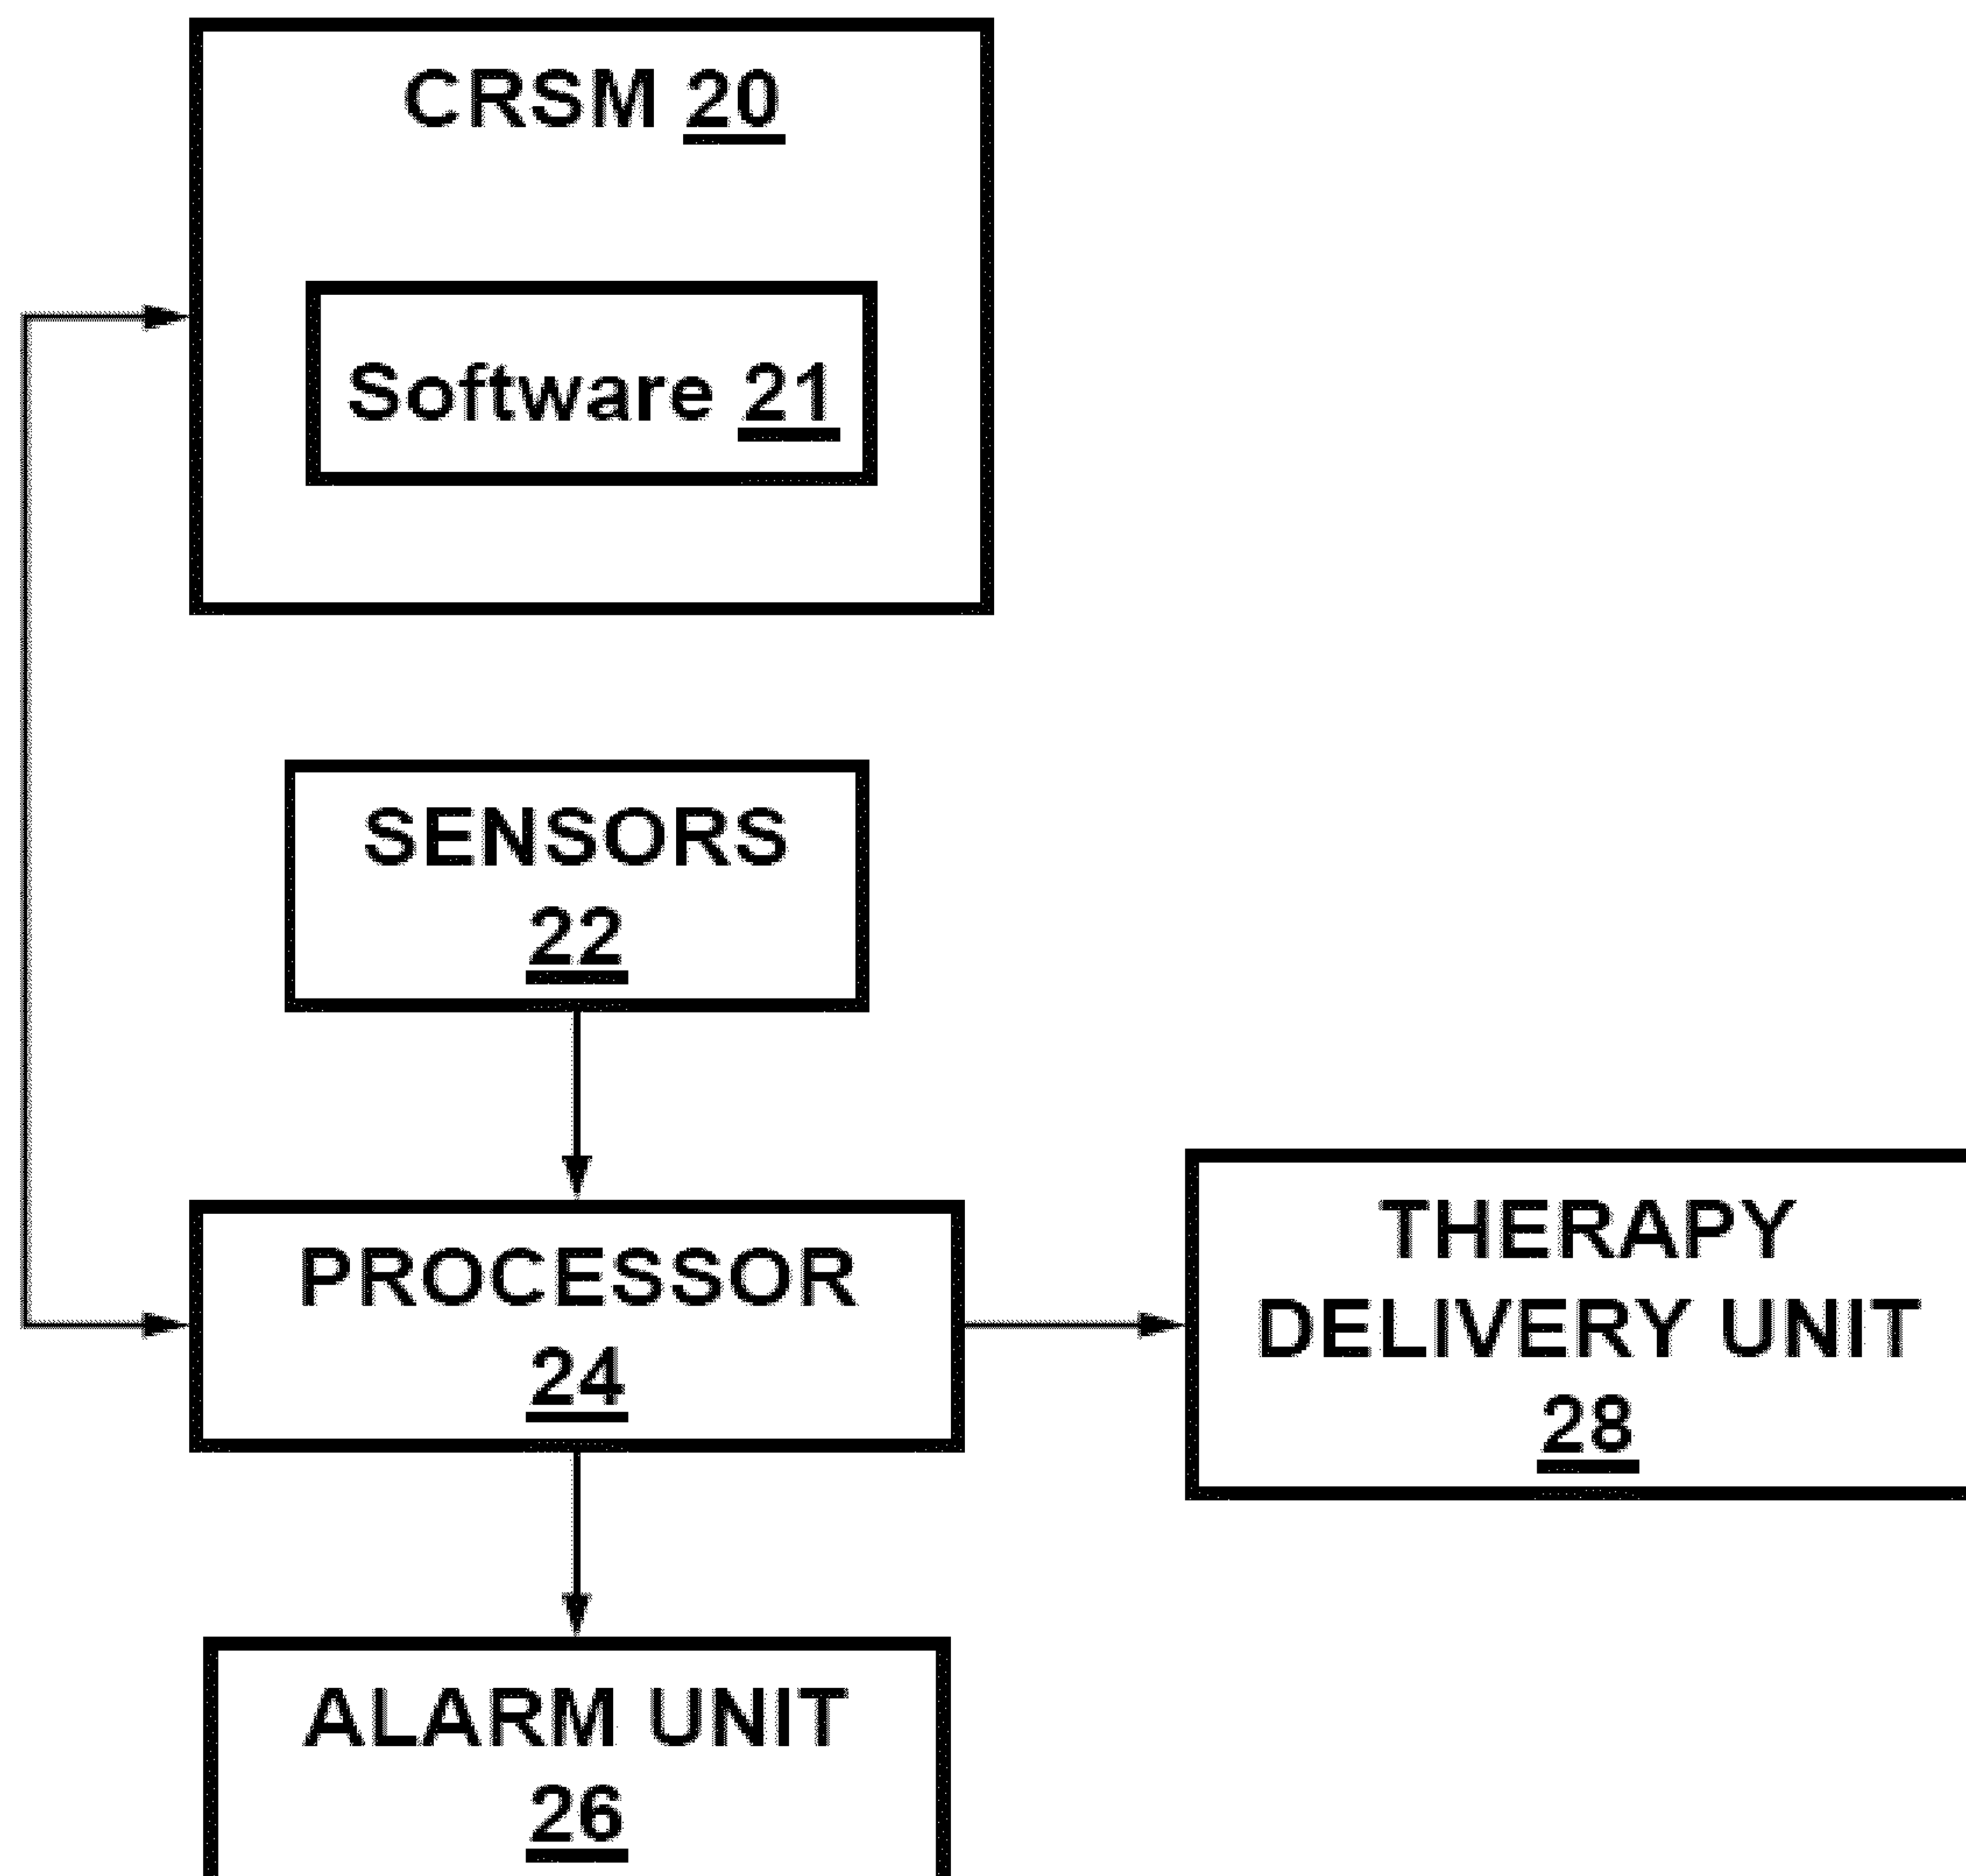 CRSM 20
Software 21
SENSORS
22
PROCESSOR
24
THERAPY
DELIVERY UNIT
28
ALARM UNIT
26